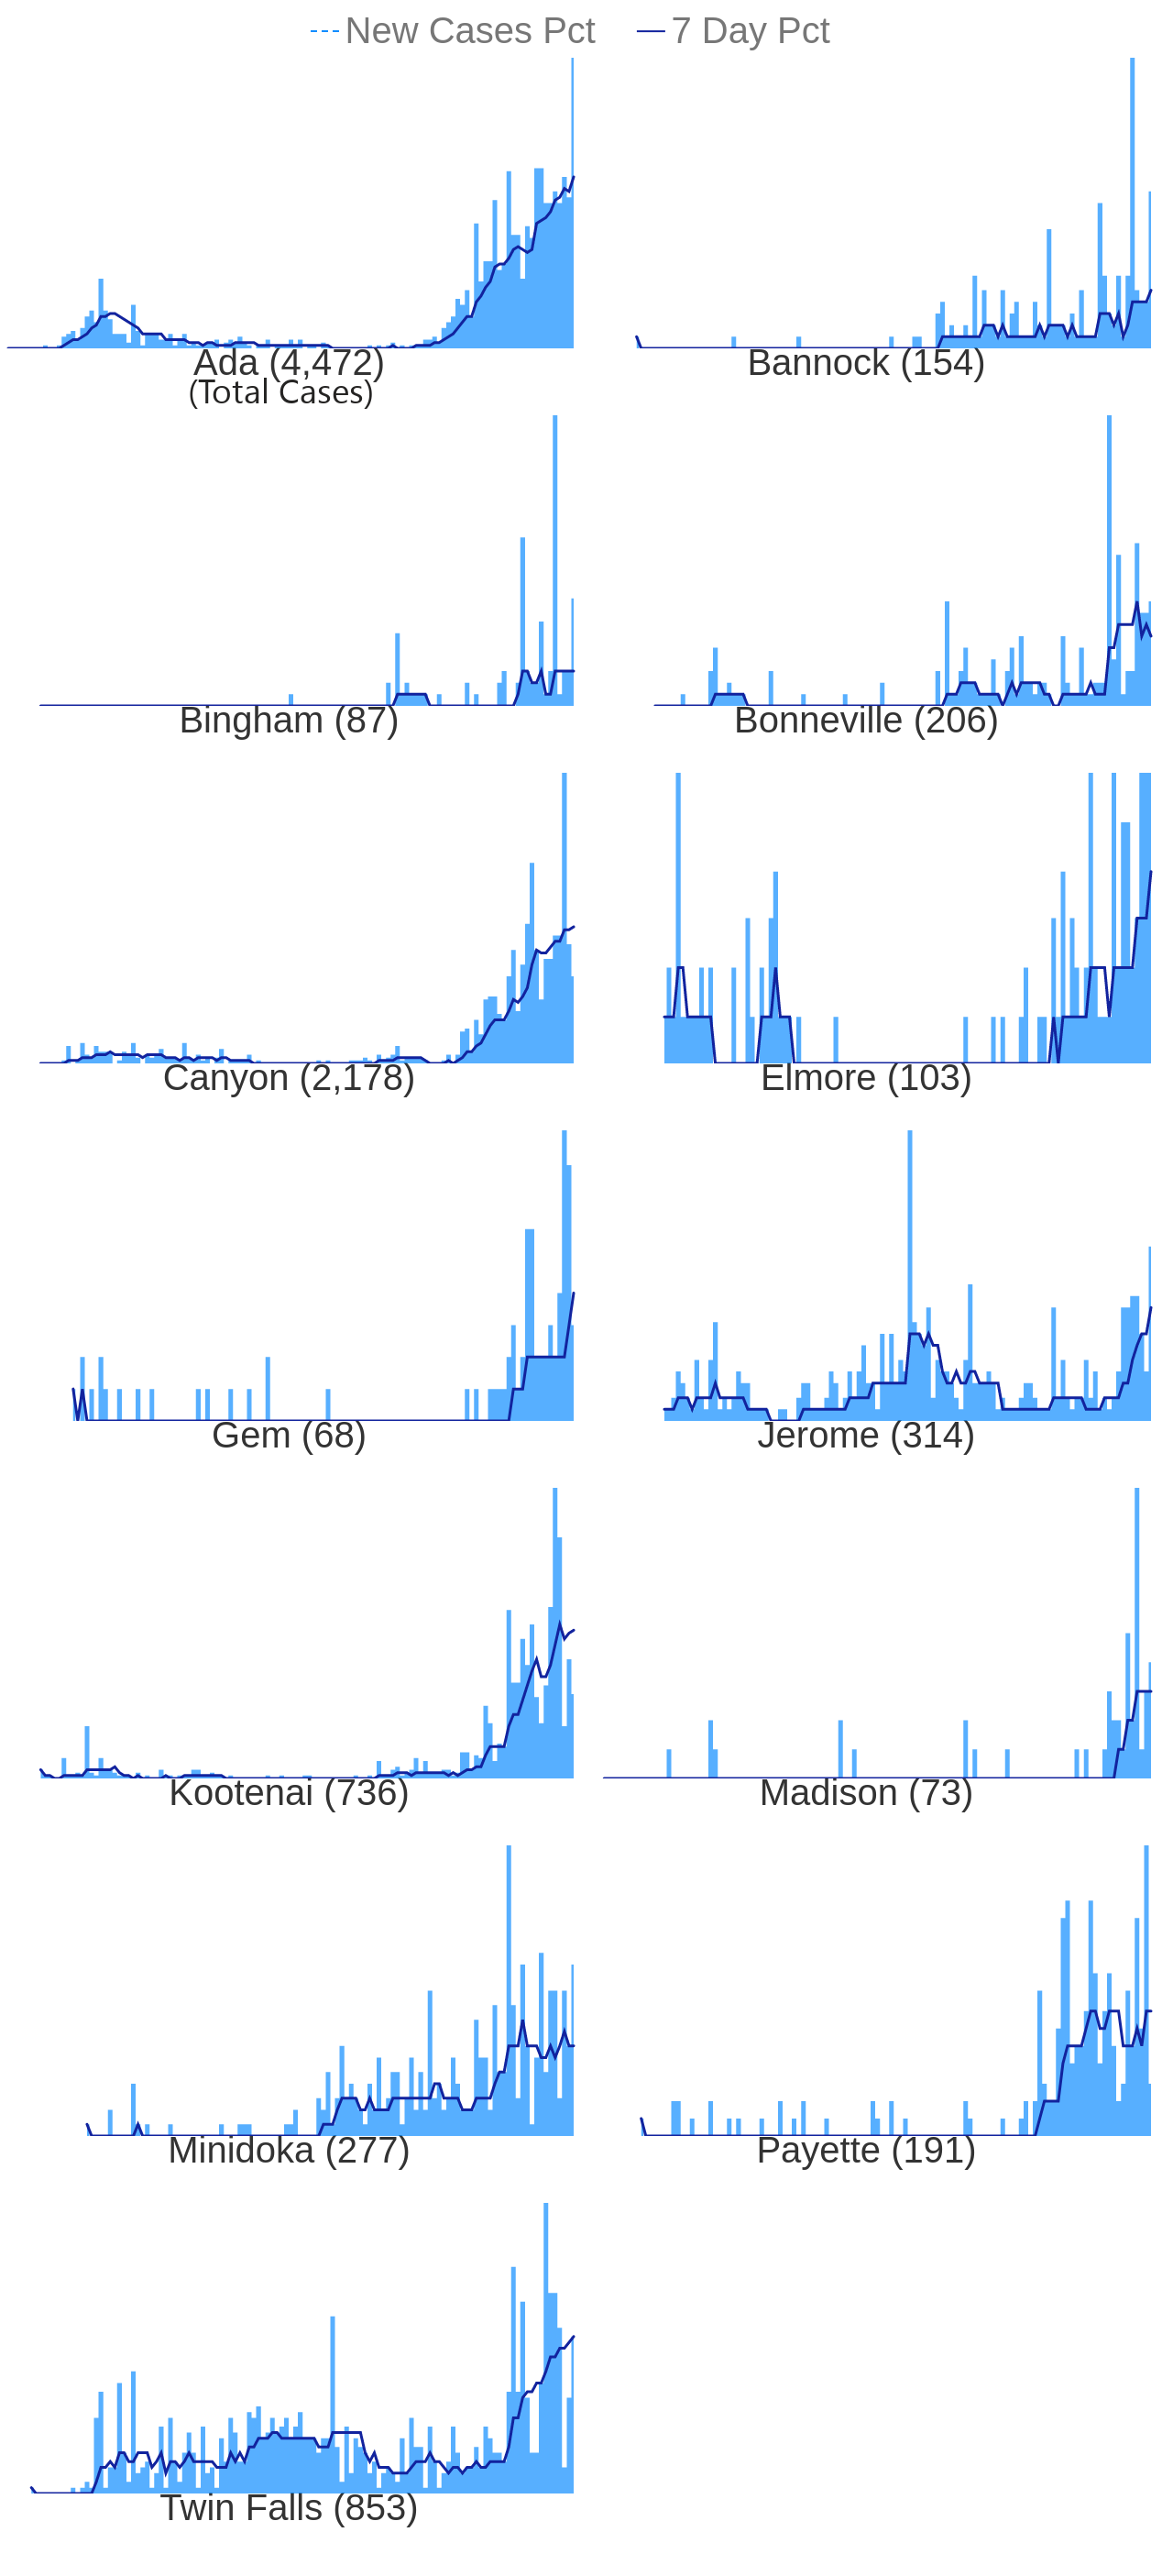 New Cases Pct 7 Day Pct
Ada (4,472) Bannock (154)
(Total Cases)
Bingham (87) Bonneville (206)
Canyon (2,178) Elmore (103)
Gem (68) Jerome (314)
Kootenai (736) Madison (73)
Minidoka (277) Payette (191)
Twin Falls (853)